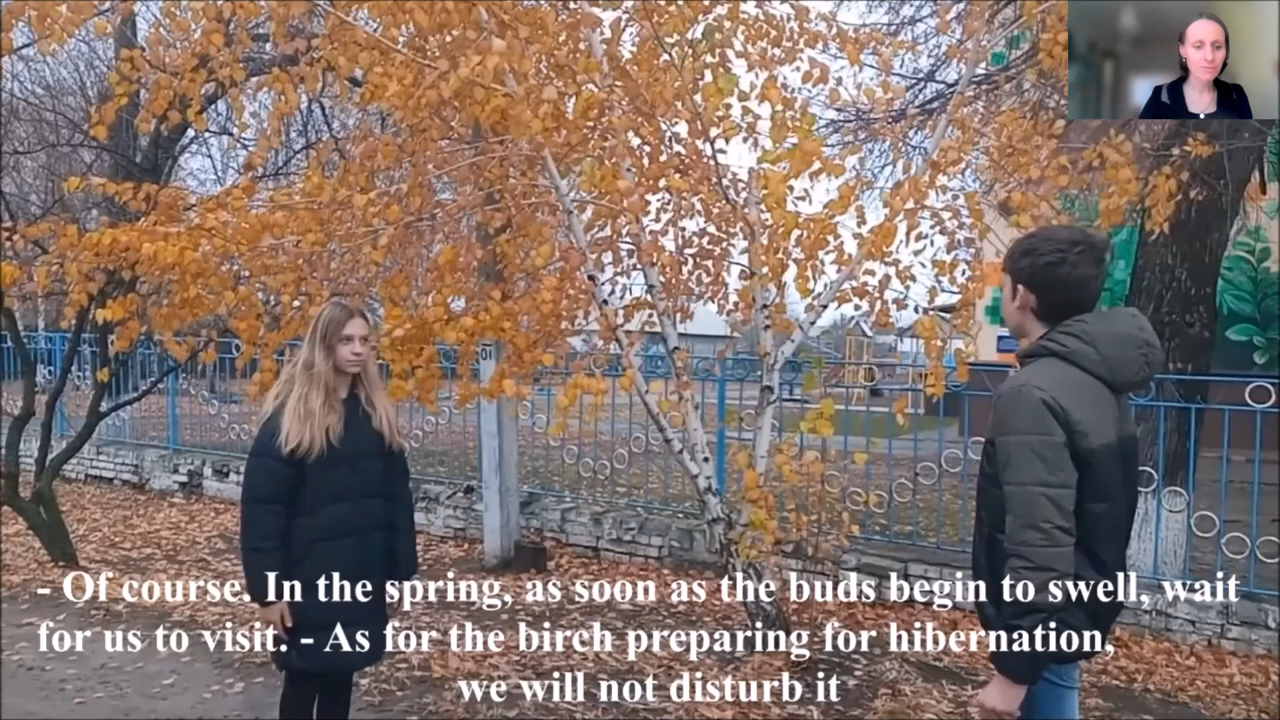 - Of course. In the spring, as soon as the buds begin to swell, wait
for us to visit. - As for the birch preparing for hibernation,
we will not disturb it